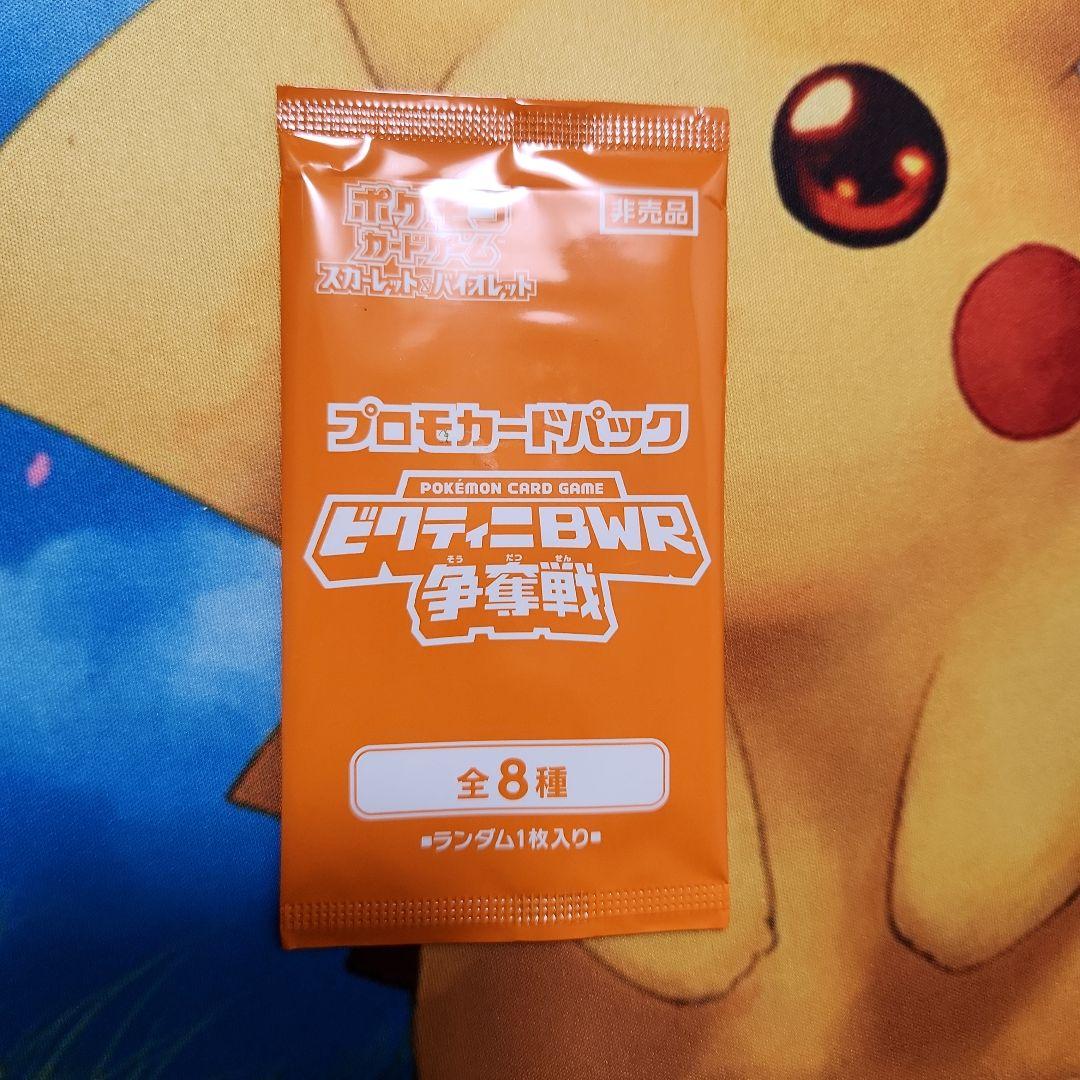 ポケモン
カードゲーム
スカーレット&バイオレット
非売品
プロモカードパック
POKÉMON CARD GAME
ビクティニBWR
そう だつ せん
争奪戦
全8種
■ランダム1枚入り■